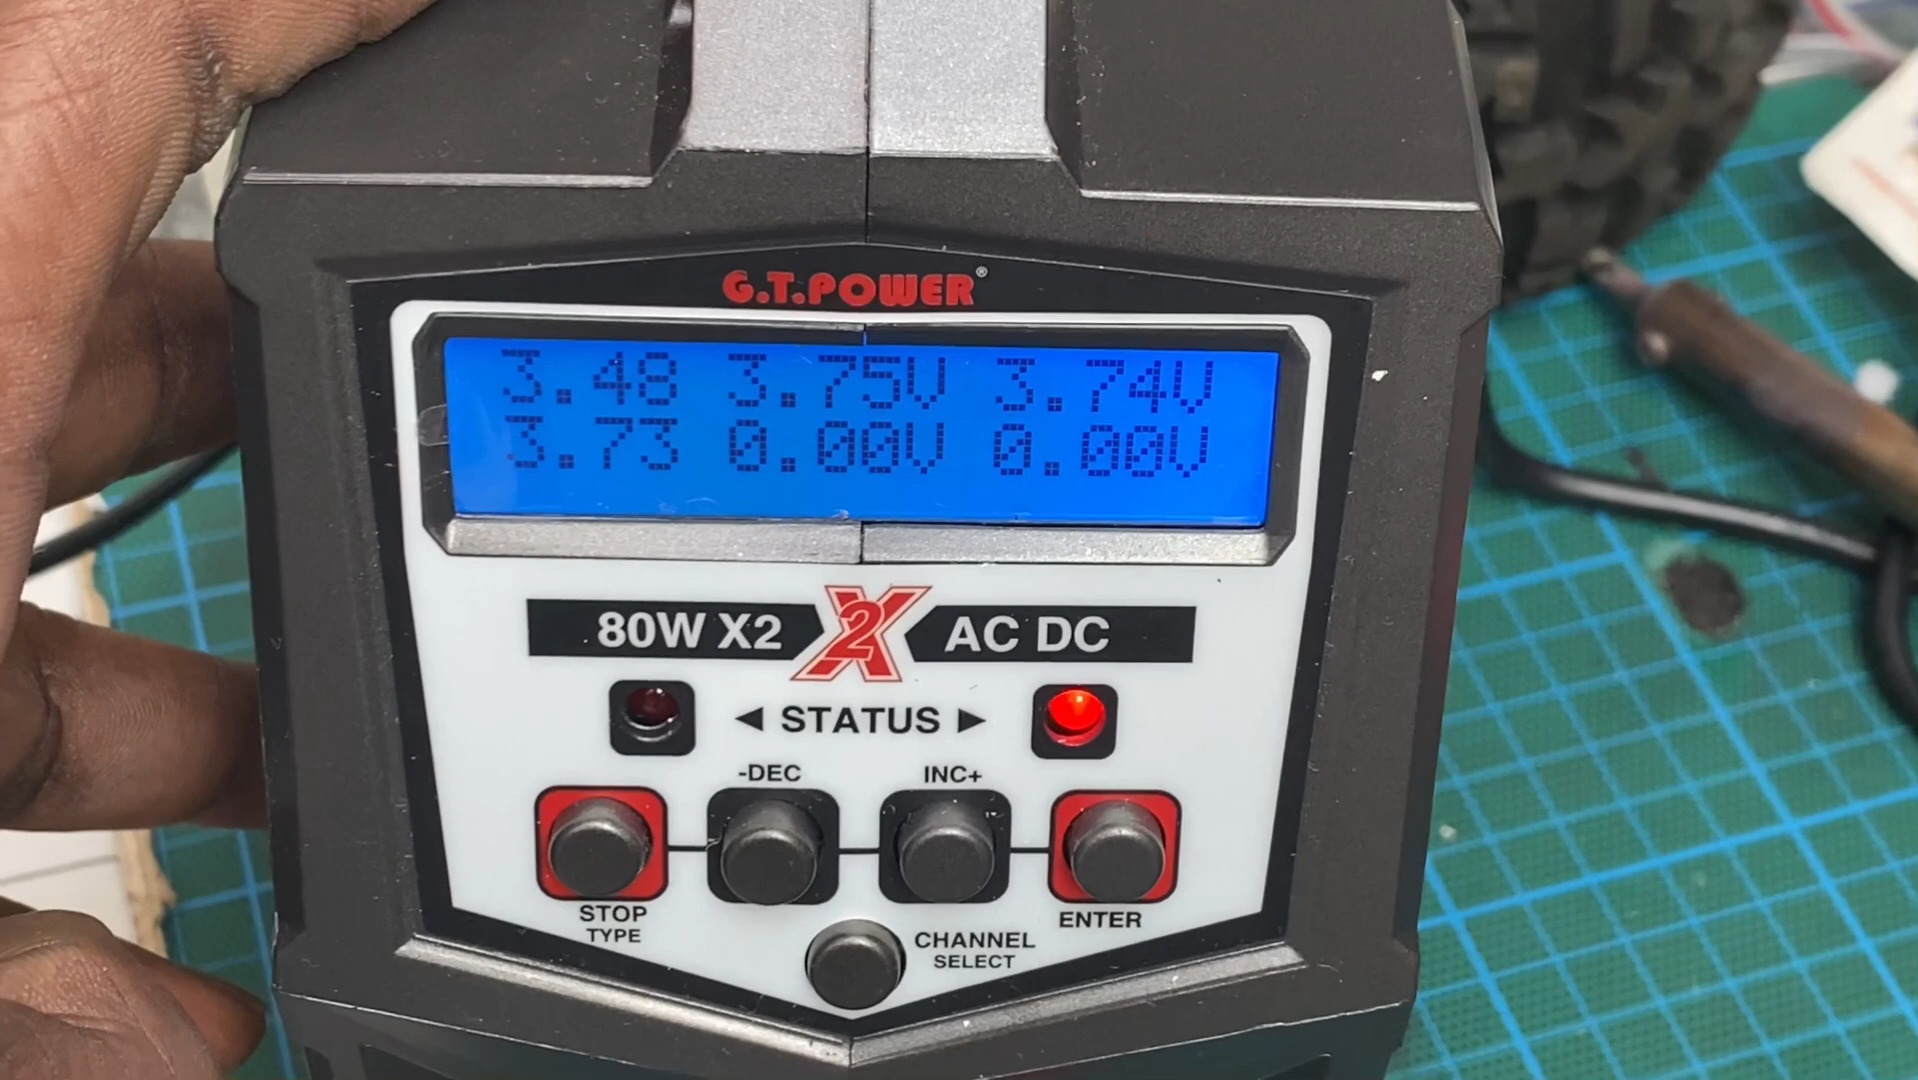 G.T.POWER®
3.48 3.75V 3.74V
3.73 0.00V 0.00V
80W X2 X2 AC DC
◀ STATUS ▶
-DEC INC+
STOP
TYPE
ENTER
CHANNEL
SELECT